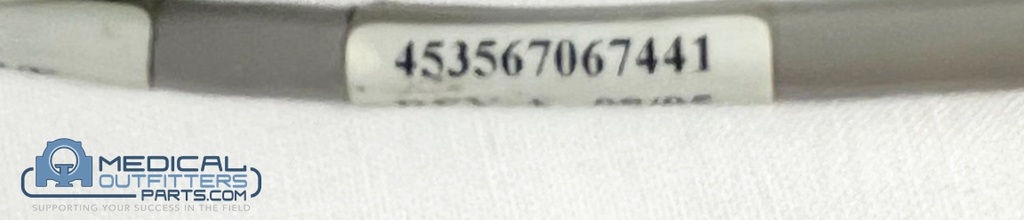 453567067441
MEDICAL
OUTFITTERS
PARTS.COM
SUPPORTING YOUR SUCCESS IN THE FIELD